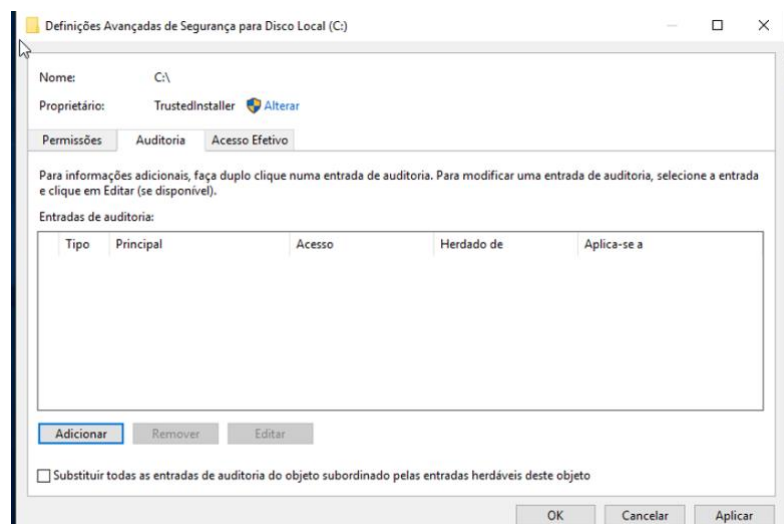 Definições Avançadas de Segurança para Disco Local (C:)
Nome: C:\
Proprietário: TrustedInstaller Alterar
Permissões Auditoria Acesso Efetivo
Para informações adicionais, faça duplo clique numa entrada de auditoria. Para modificar uma entrada de auditoria, selecione a entrada
e clique em Editar (se disponível).
Entradas de auditoria:
Tipo Principal Acesso Herdado de Aplica-se a
Adicionar Remover Editar
Substituir todas as entradas de auditoria do objeto subordinado pelas entradas herdáveis deste objeto
OK Cancelar Aplicar